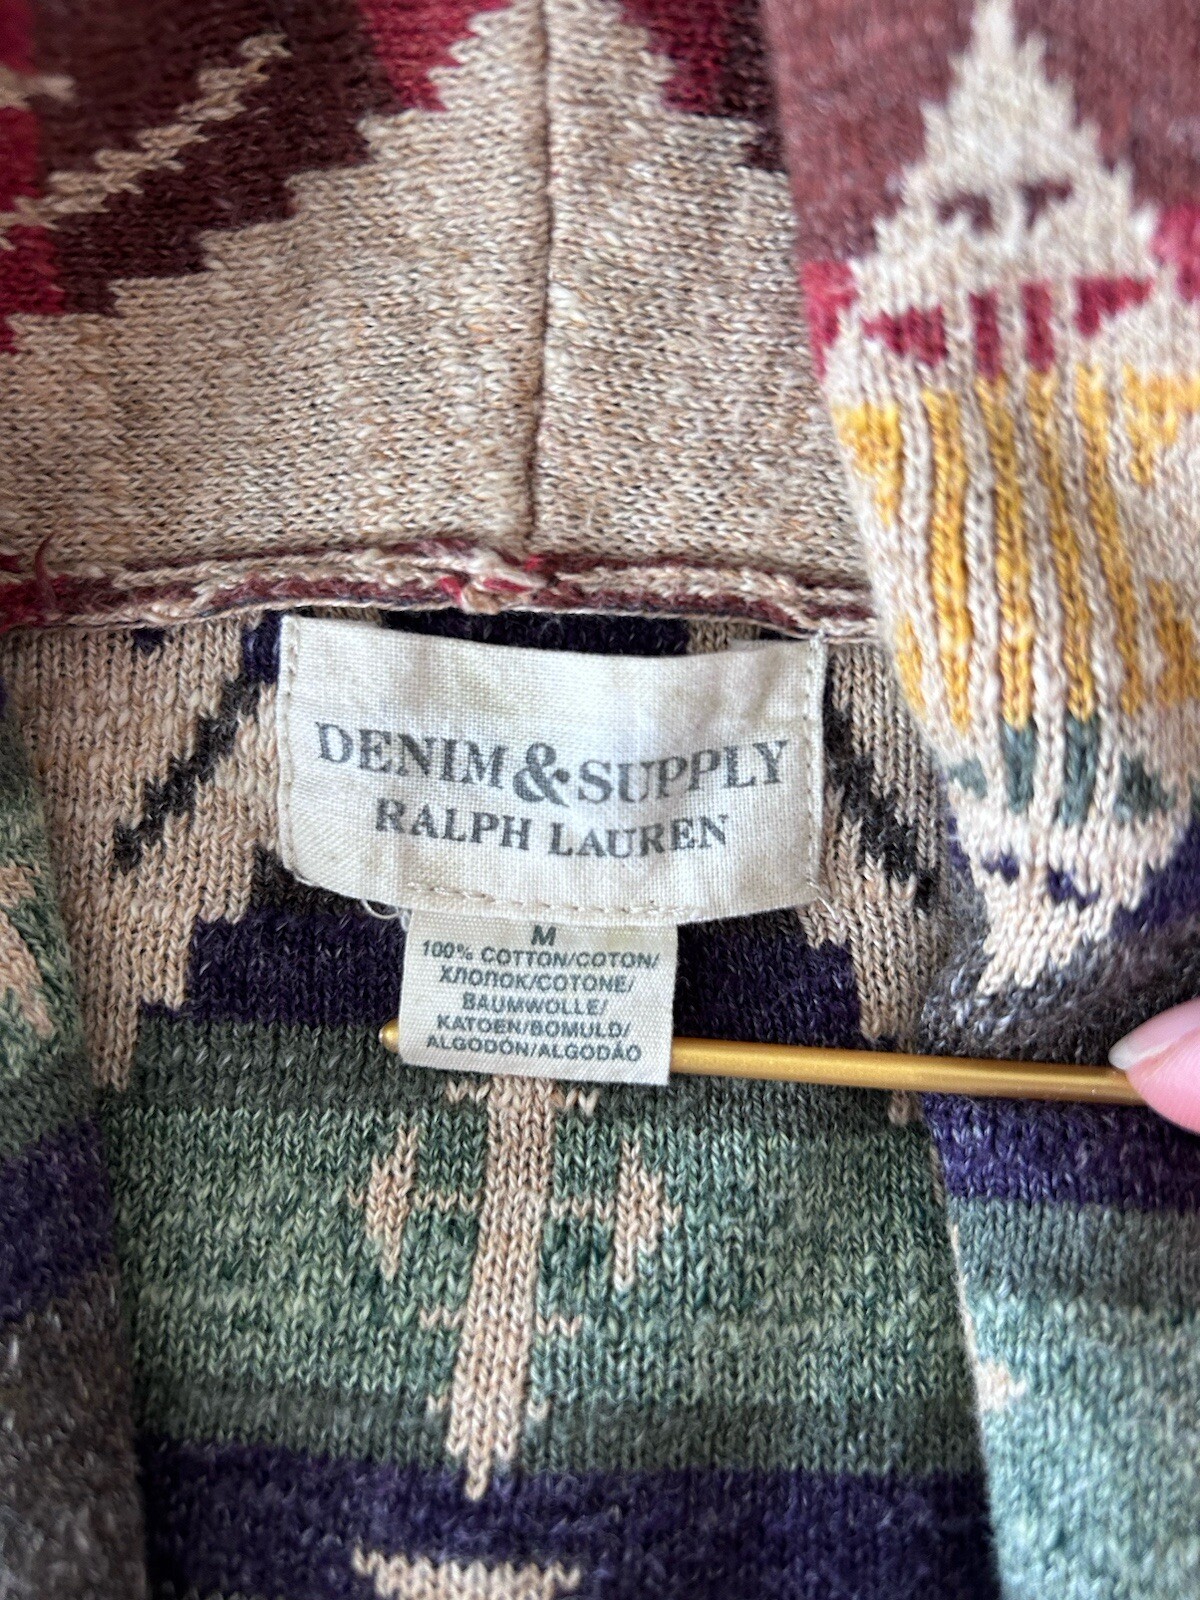 DENIM & SUPPLY
RALPH LAUREN
M
100% COTTON/COTON/
ХЛОПОК/COTONE/
BAUMWOLLE/
KATOEN/BOMULD/
ALGODÓN/ALGODÃO